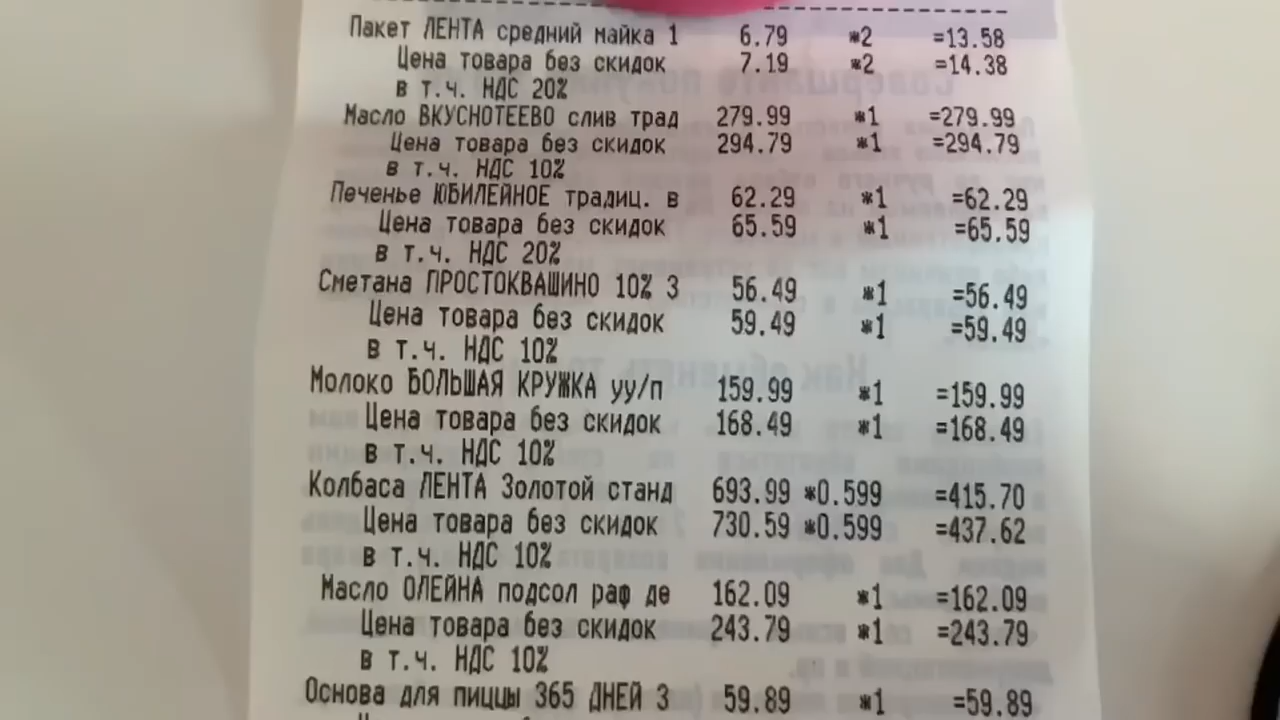 Пакет ЛЕНТА средний майка 1 6.79 *2 =13.58
Цена товара без скидок 7.19 *2 =14.38
в т.ч. НДС 20%
Масло ВКУСНОТЕЕВО слив трад 279.99 *1 =279.99
Цена товара без скидок 294.79 *1 =294.79
в т.ч. НДС 10%
Печенье ЮБИЛЕЙНОЕ традиц. в 62.29 *1 =62.29
Цена товара без скидок 65.59 *1 =65.59
в т.ч. НДС 20%
Сметана ПРОСТОКВАШИНО 10% 3 56.49 *1 =56.49
Цена товара без скидок 59.49 *1 =59.49
в т.ч. НДС 10%
Молоко БОЛЬШАЯ КРУЖКА уу/п 159.99 *1 =159.99
Цена товара без скидок 168.49 *1 =168.49
в т.ч. НДС 10%
Колбаса ЛЕНТА Золотой станд 693.99 *0.599 =415.70
Цена товара без скидок 730.59 *0.599 =437.62
в т.ч. НДС 10%
Масло ОЛЕЙНА подсол раф де 162.09 *1 =162.09
Цена товара без скидок 243.79 *1 =243.79
в т.ч. НДС 10%
Основа для пиццы 365 ДНЕЙ 3 59.89 *1 =59.89